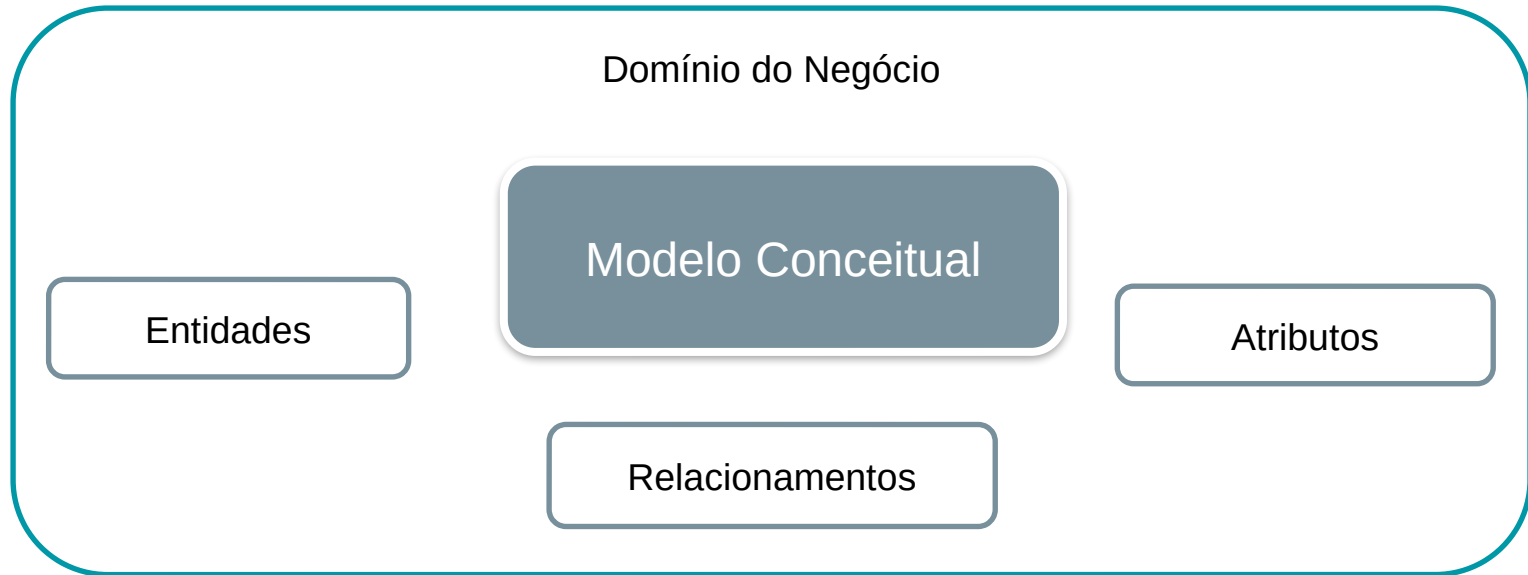 Domínio do Negócio
Modelo Conceitual
Entidades
Atributos
Relacionamentos